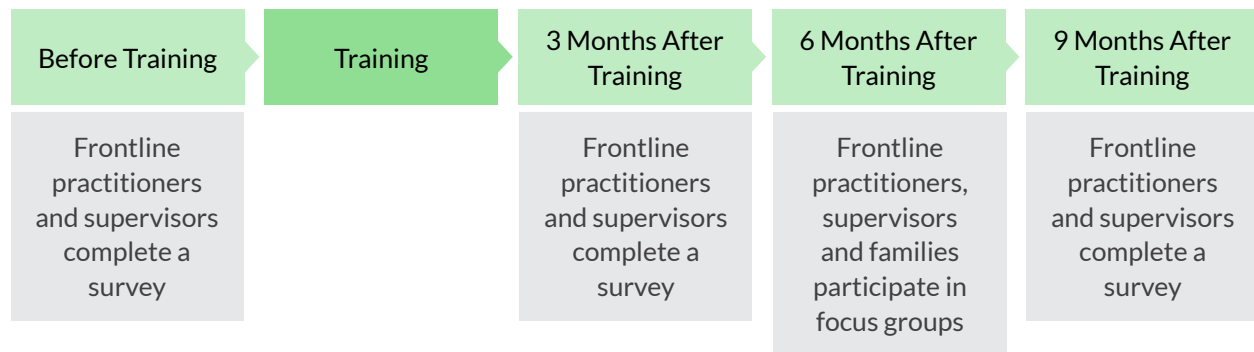 Before Training
Training
3 Months After
Training
6 Months After
Training
9 Months After
Training
Frontline
practitioners
and supervisors
complete a
survey
Frontline
practitioners
and supervisors
complete a
survey
Frontline
practitioners,
supervisors
and families
participate in
focus groups
Frontline
practitioners
and supervisors
complete a
survey